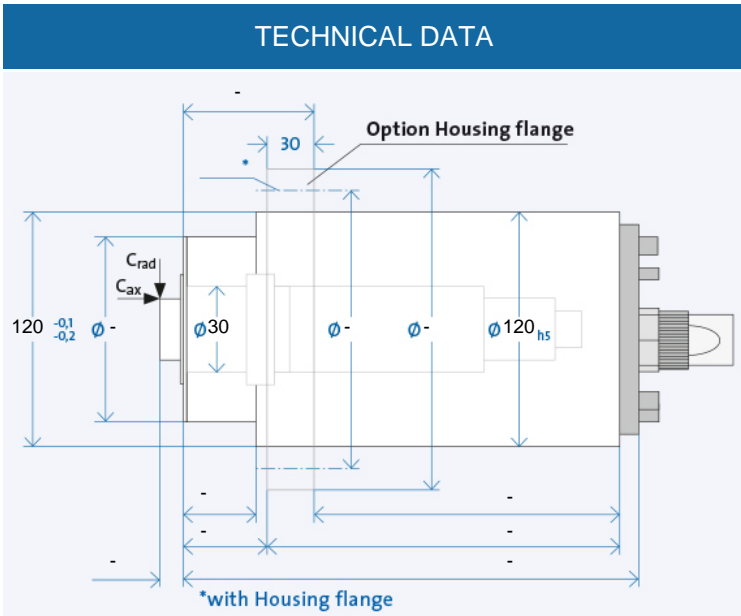 TECHNICAL DATA
-
30
Option Housing flange
*
Crad
Cax
120 -0,1 -0,2
Ø -
Ø30
Ø -
Ø -
Ø120 h5
-
-
-
-
-
-
*with Housing flange